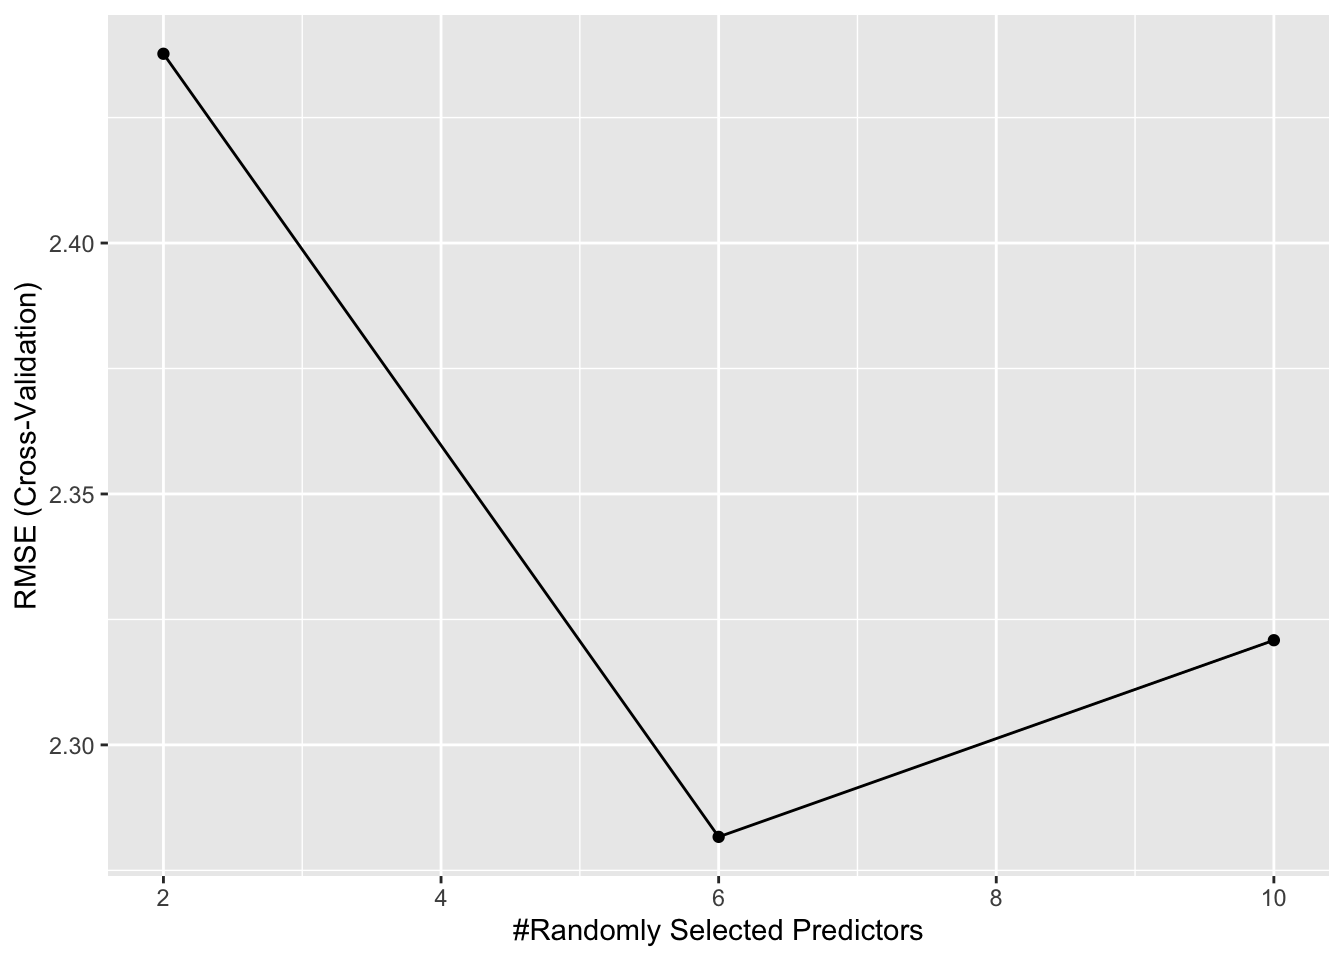 RMSE (Cross-Validation)
2.40
2.35
2.30
2 4 6 8 10
#Randomly Selected Predictors